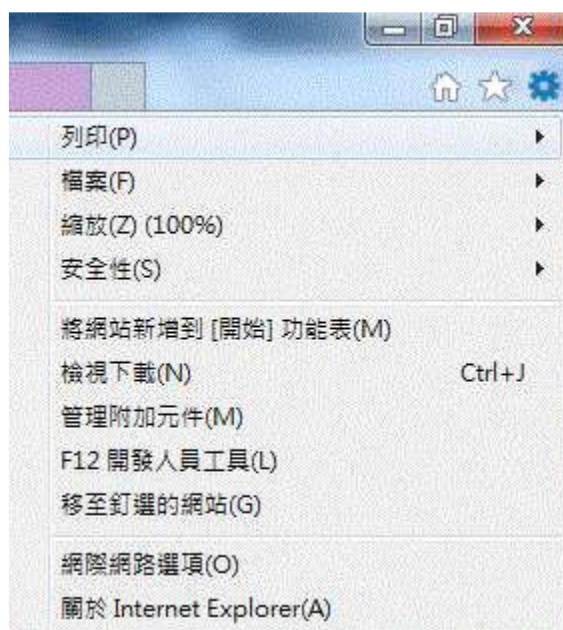 列印(P)
檔案(F)
縮放(Z) (100%)
安全性(S)
將網站新增到 [開始] 功能表(M)
檢視下載(N) Ctrl+J
管理附加元件(M)
F12 開發人員工具(L)
移至釘選的網站(G)
網際網路選項(O)
關於 Internet Explorer(A)